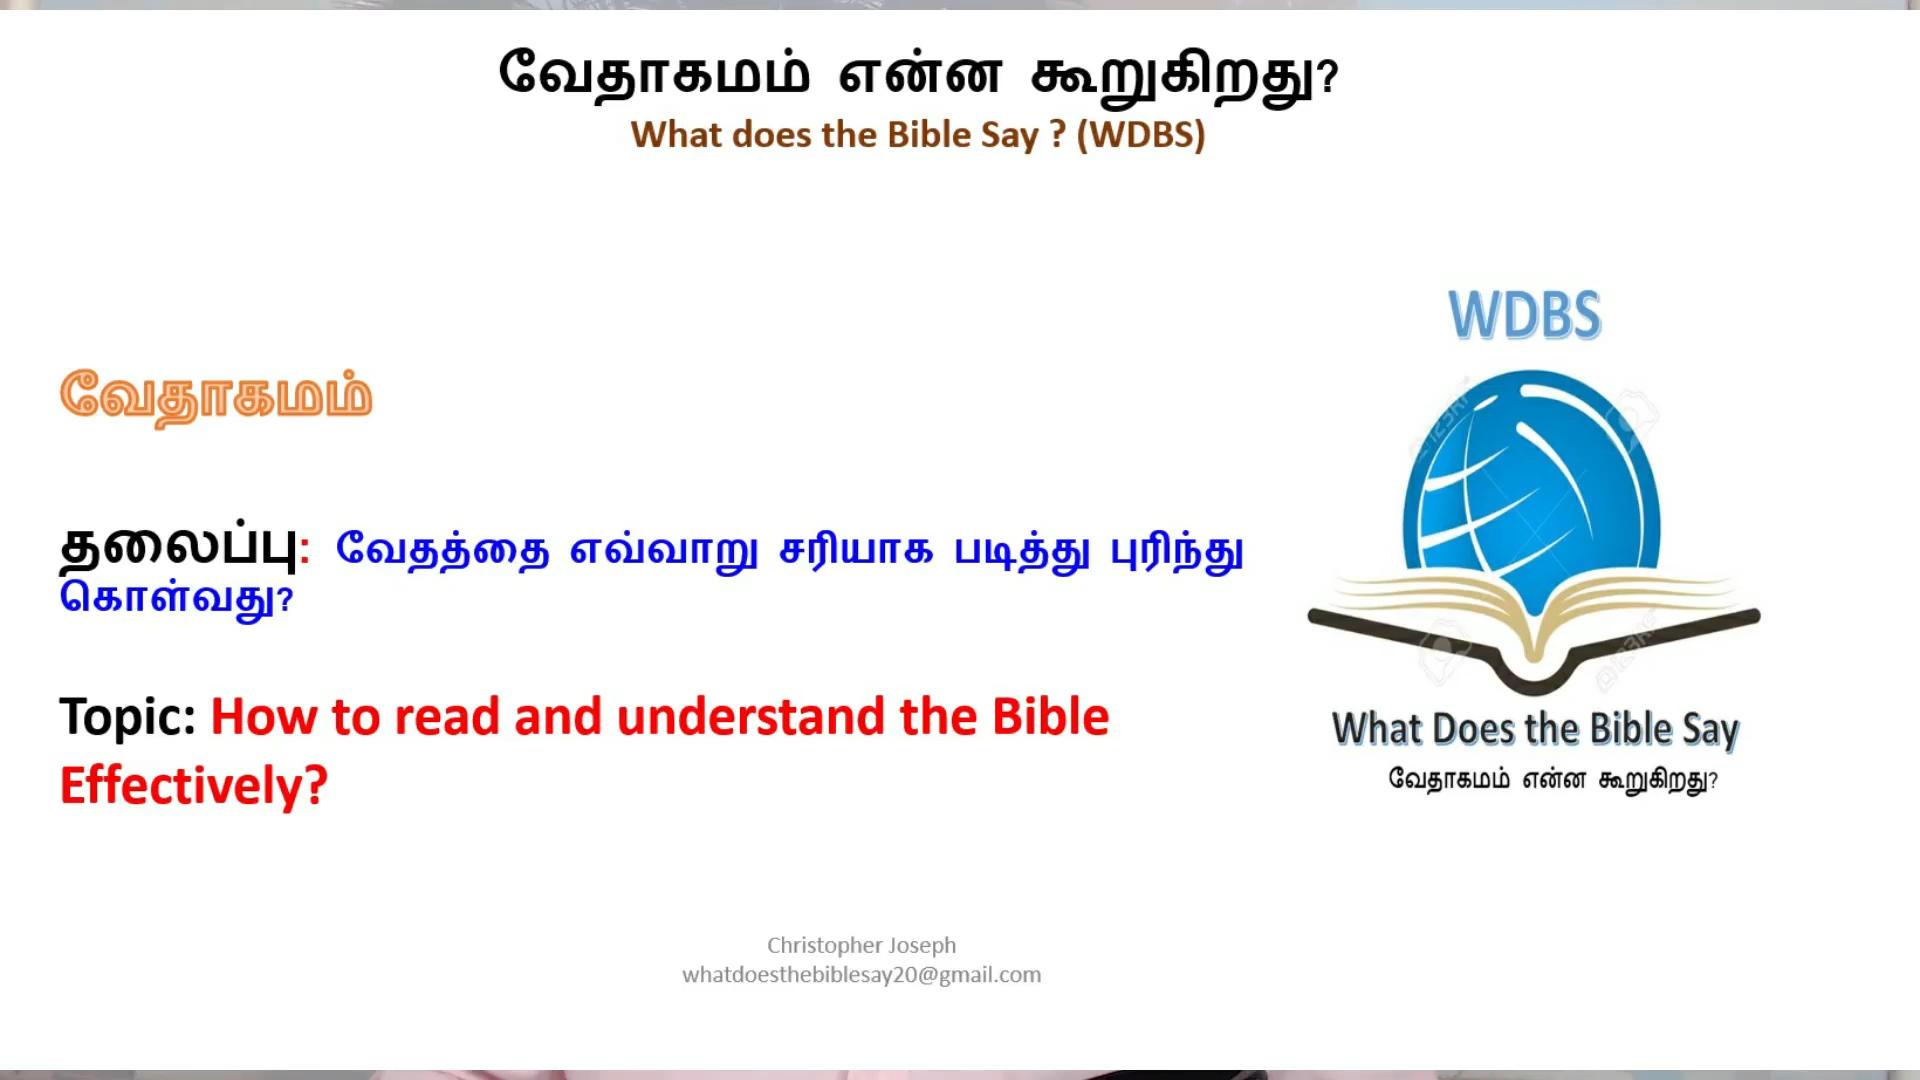 வேதாகமம் என்ன கூறுகிறது?
What does the Bible Say ? (WDBS)
வேதாகமம்
தலைப்பு: வேதத்தை எவ்வாறு சரியாக படித்து புரிந்து
கொள்வது?
Topic: How to read and understand the Bible
Effectively?
WDBS
What Does the Bible Say
வேதாகமம் என்ன கூறுகிறது?
Christopher Joseph
whatdoesthebiblesay20@gmail.com